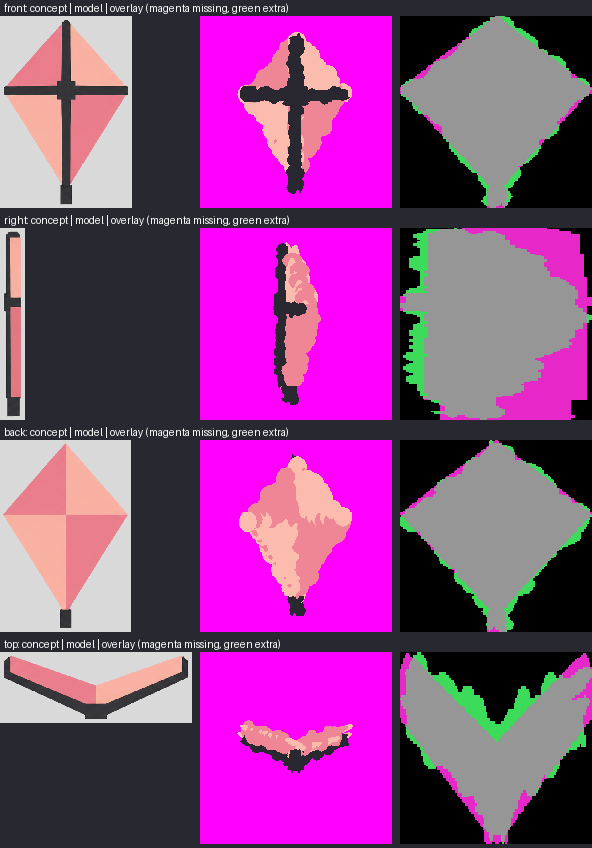 front: concept | model | overlay (magenta missing, green extra)
right: concept | model | overlay (magenta missing, green extra)
back: concept | model | overlay (magenta missing, green extra)
top: concept | model | overlay (magenta missing, green extra)